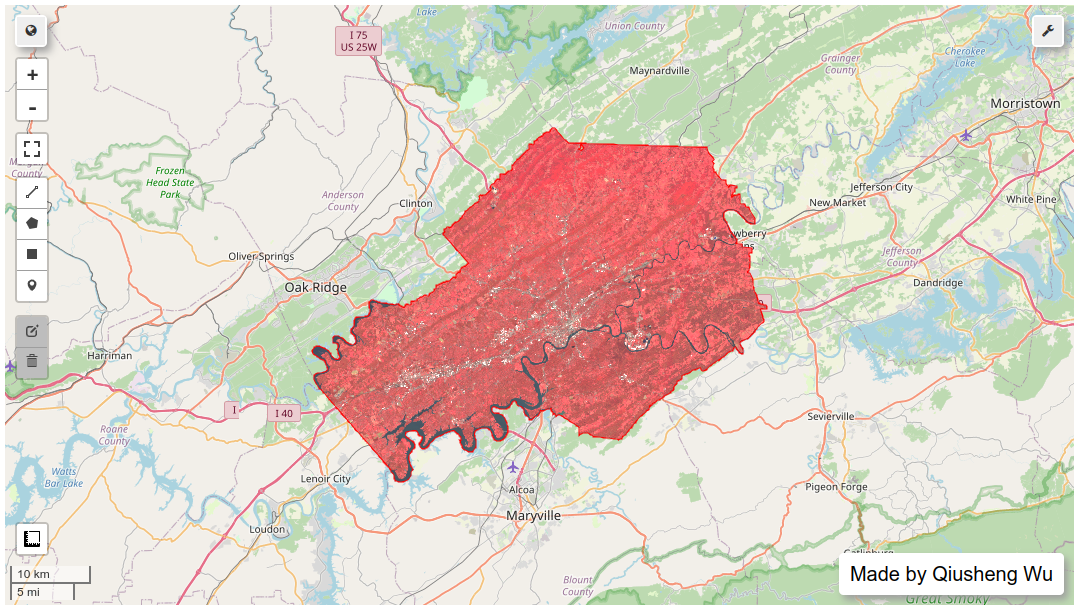 Lake
I 75
US 25W
Union County
Maynardville
Grainger
County
Cherokee
Lake
Morristown
+
-
County
Frozen
Head State
Park
Anderson
County
Clinton
Jefferson City
New Market
White Pine
wberry
ns
Oliver Springs
Jefferson
County
Oak Ridge
Dandridge
Harriman
I
I 40
Roane
County
Sevierville
Watts
Bar Lake
Lenoir City
Pigeon Forge
Alcoa
Maryville
Loudon
10 km
5 mi
Blount
County
Made by Qiusheng Wu
Great Smoky